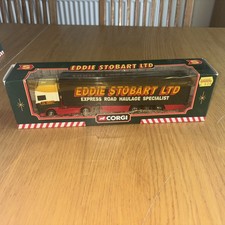 EDDIE STOBART LTD
EDDIE STOBART LTD
EXPRESS ROAD HAULAGE SPECIALIST
CORGI